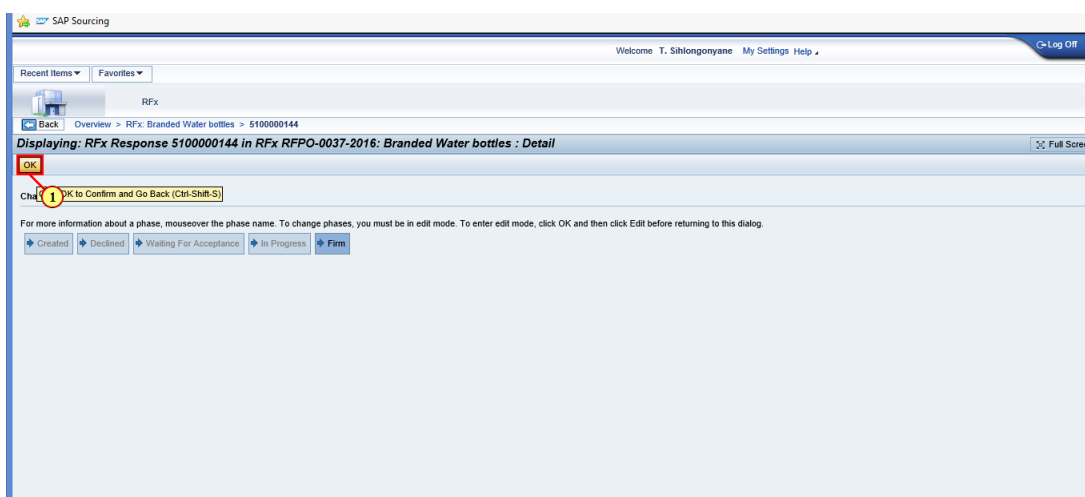 SAP Sourcing
Welcome T. Sihlongonyane My Settings Help
Log Off
Recent Items Favorites
RFx
Back Overview > RFx: Branded Water bottles > 5100000144
Displaying: RFx Response 5100000144 in RFx RFPO-0037-2016: Branded Water bottles : Detail
Full Scree
OK
Cha
1
OK to Confirm and Go Back (Ctrl-Shift-S)
For more information about a phase, mouseover the phase name. To change phases, you must be in edit mode. To enter edit mode, click OK and then click Edit before returning to this dialog.
Created Declined Waiting For Acceptance In Progress Firm